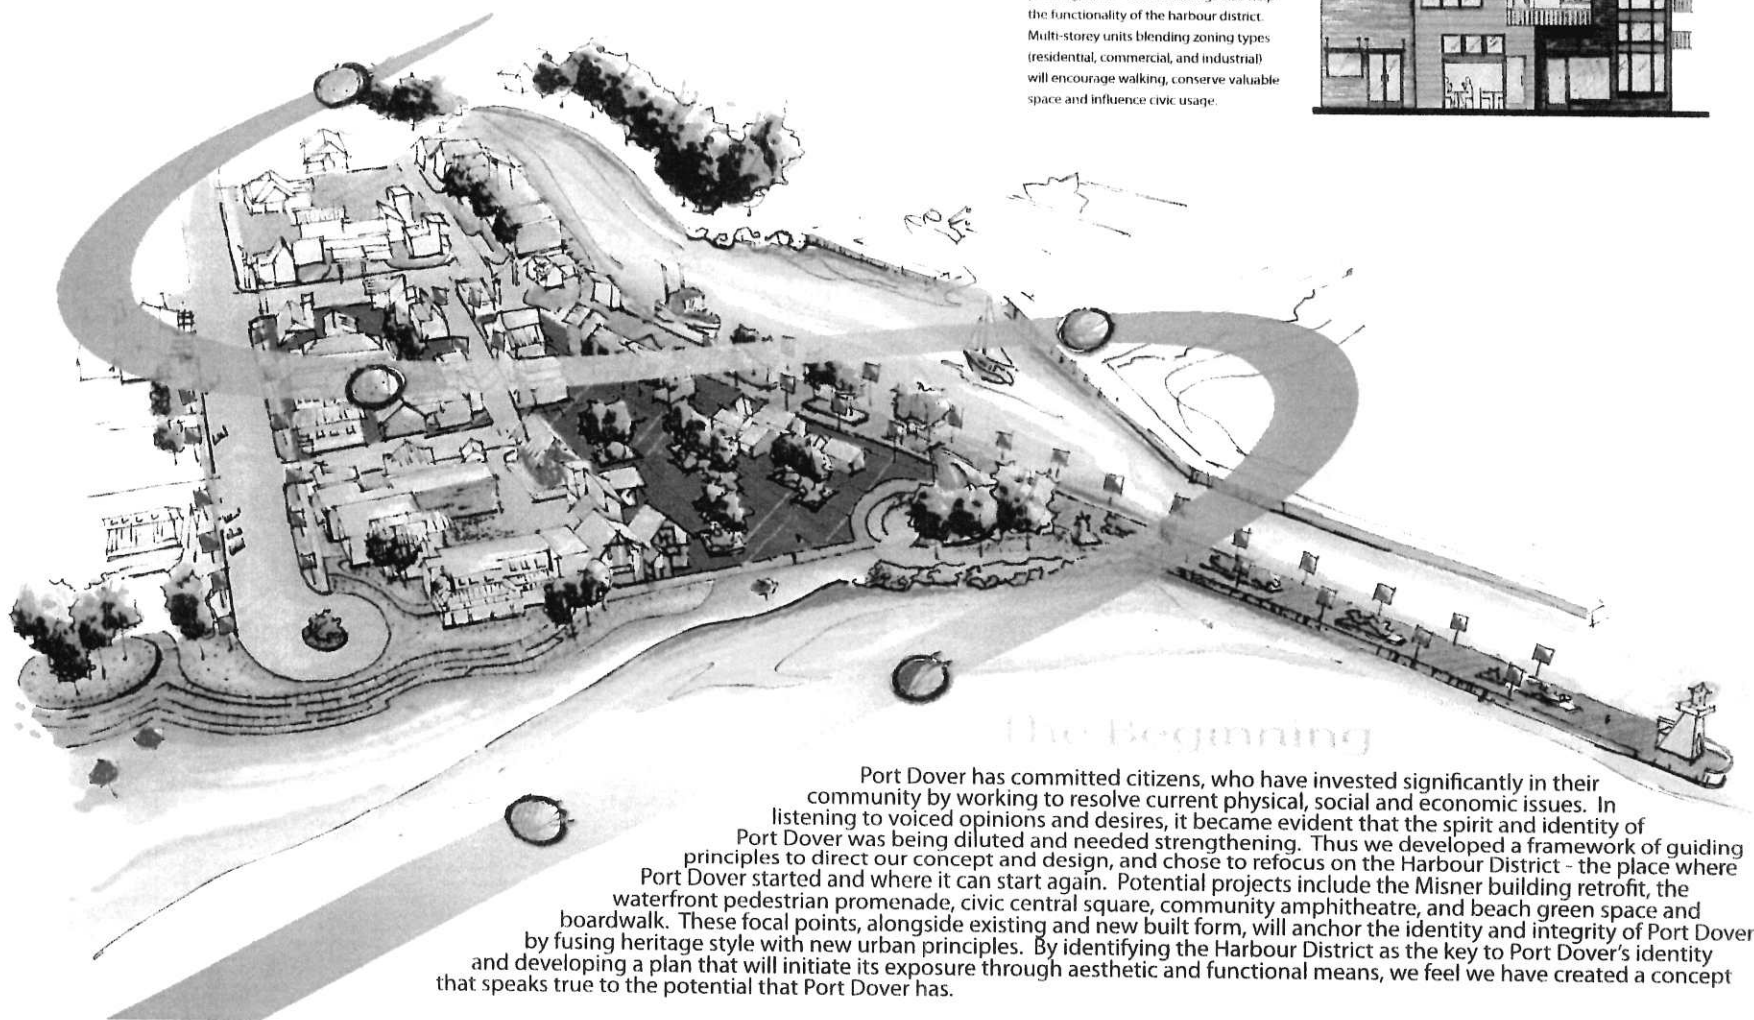 the functionality of the harbour district.
Multi-storey units blending zoning types
(residential, commercial, and industrial)
will encourage walking, conserve valuable
space and influence civic usage.
The Beginning
Port Dover has committed citizens, who have invested significantly in their
community by working to resolve current physical, social and economic issues. In
listening to voiced opinions and desires, it became evident that the spirit and identity of
Port Dover was being diluted and needed strengthening. Thus we developed a framework of guiding
principles to direct our concept and design, and chose to refocus on the Harbour District - the place where
Port Dover started and where it can start again. Potential projects include the Misner building retrofit, the
waterfront pedestrian promenade, civic central square, community amphitheatre, and beach green space and
boardwalk. These focal points, alongside existing and new built form, will anchor the identity and integrity of Port Dover
by fusing heritage style with new urban principles. By identifying the Harbour District as the key to Port Dover's identity
and developing a plan that will initiate its exposure through aesthetic and functional means, we feel we have created a concept
that speaks true to the potential that Port Dover has.